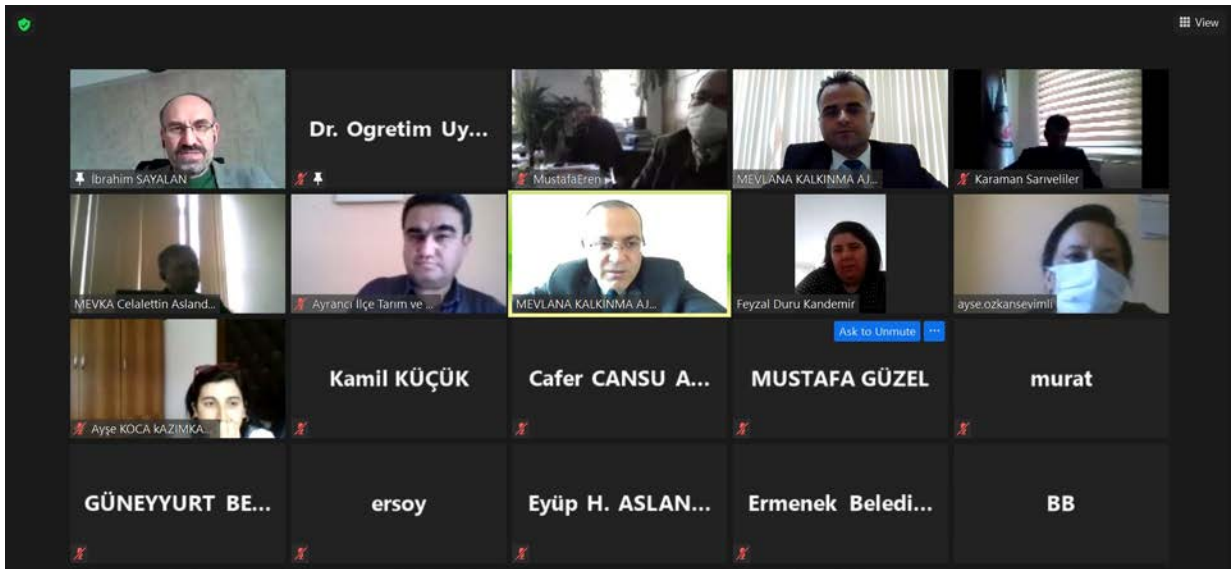 View
İbrahim SAYALAN
Dr. Ogretim Uy...
MustafaEren
MEVLANA KALKINMA AJ...
Karaman Sarıveliler
MEVKA Celalettin Asland...
Ayrancı İlçe Tarım ve ...
MEVLANA KALKINMA AJ...
Feyzal Duru Kandemir
ayse.ozkansevimli
Ask to Unmute ...
Ayşe KOCA kAZIMKA...
Kamil KÜÇÜK
Cafer CANSU A...
MUSTAFA GÜZEL
murat
GÜNEYYURT BE...
ersoy
Eyüp H. ASLAN...
Ermenek Beledi...
BB